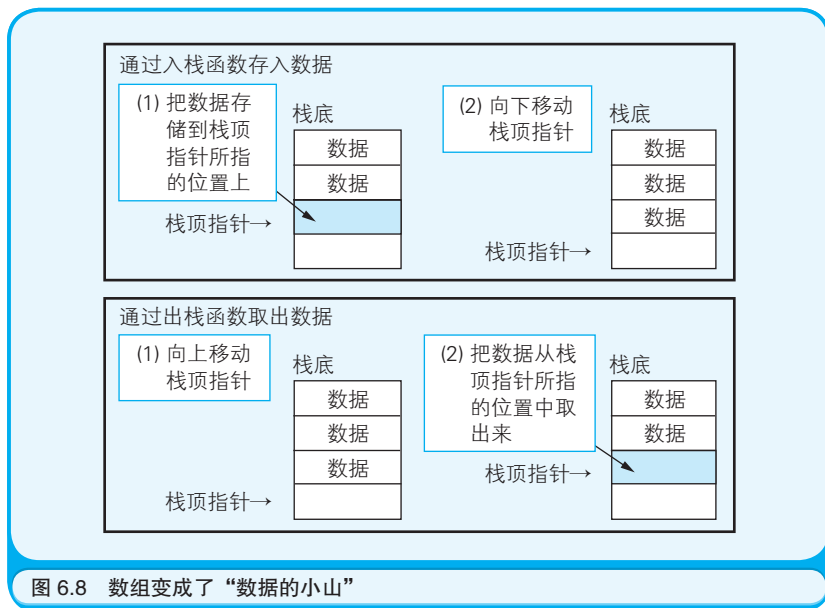 通过入栈函数存入数据
(1) 把数据存
储到栈顶
指针所指
的位置上
栈底
数据
数据
栈顶指针→
(2) 向下移动
栈顶指针
栈底
数据
数据
数据
栈顶指针→
通过出栈函数取出数据
(1) 向上移动
栈顶指针
栈底
数据
数据
数据
栈顶指针→
(2) 把数据从栈
顶指针所指
的位置中取
出来
栈底
数据
数据
栈顶指针→
图 6.8 数组变成了“数据的小山”